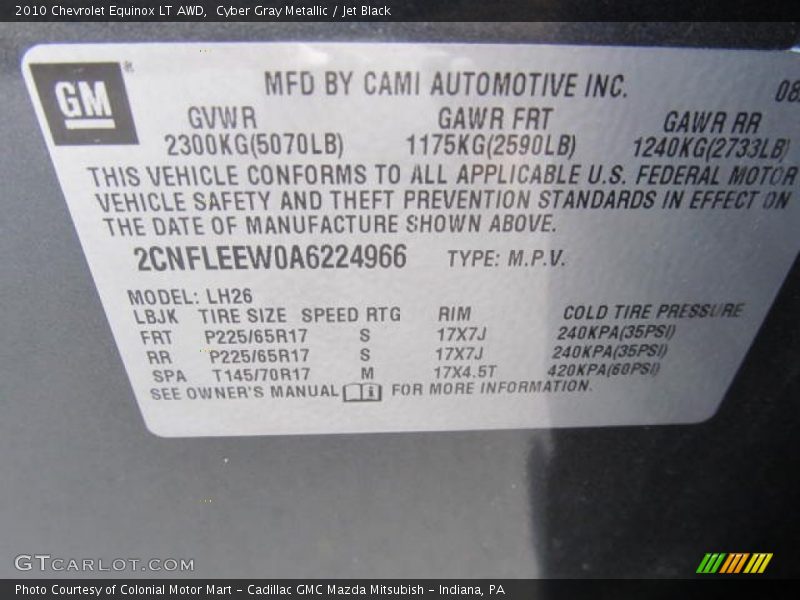 2010 Chevrolet Equinox LT AWD,  Cyber Gray Metallic / Jet Black
GM®
MFD BY CAMI AUTOMOTIVE INC.
GVWR GAWR FRT GAWR RR
2300KG(5070LB) 1175KG(2590LB) 1240KG(2733LB)
THIS VEHICLE CONFORMS TO ALL APPLICABLE U.S. FEDERAL MOTOR
VEHICLE SAFETY AND THEFT PREVENTION STANDARDS IN EFFECT ON
THE DATE OF MANUFACTURE SHOWN ABOVE.
2CNFLEEW0A6224966 TYPE: M.P.V.
MODEL: LH26
LBJK TIRE SIZE SPEED RTG RIM COLD TIRE PRESSURE
FRT P225/65R17 S 17X7J 240KPA(35PSI)
RR P225/65R17 S 17X7J 240KPA(35PSI)
SPA T145/70R17 M 17X4.5T 420KPA(60PSI)
SEE OWNER'S MANUAL i FOR MORE INFORMATION.
GTCARLOT.COM
Photo Courtesy of Colonial Motor Mart - Cadillac GMC Mazda Mitsubish - Indiana, PA